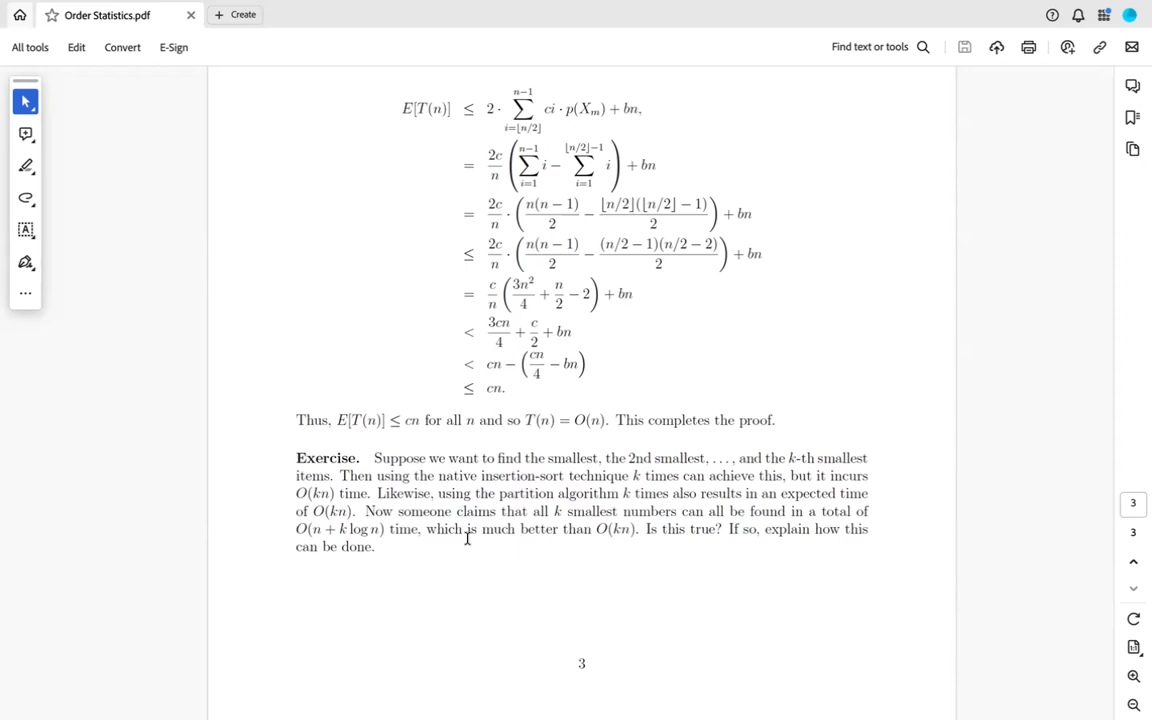 Order Statistics.pdf
Create
All tools Edit Convert E-Sign Find text or tools
E[T(n)] ≤ 2 · ∑_{i=⌊n/2⌋}^{n−1} ci · p(X_m) + bn,
= 2c/n (∑_{i=1}^{n−1} i − ∑_{i=1}^{⌊n/2⌋−1} i) + bn
= 2c/n · (n(n − 1)/2 − ⌊n/2⌋(⌊n/2⌋ − 1)/2) + bn
≤ 2c/n · (n(n − 1)/2 − (n/2 − 1)(n/2 − 2)/2) + bn
= c/n (3n²/4 + n/2 − 2) + bn
< 3cn/4 + c/2 + bn
< cn − (cn/4 − bn)
≤ cn.
Thus, E[T(n)] ≤ cn for all n and so T(n) = O(n). This completes the proof.
Exercise. Suppose we want to find the smallest, the 2nd smallest, . . . , and the k-th smallest
items. Then using the native insertion-sort technique k times can achieve this, but it incurs
O(kn) time. Likewise, using the partition algorithm k times also results in an expected time
of O(kn). Now someone claims that all k smallest numbers can all be found in a total of
O(n + k log n) time, which is much better than O(kn). Is this true? If so, explain how this
can be done.
3
3
3